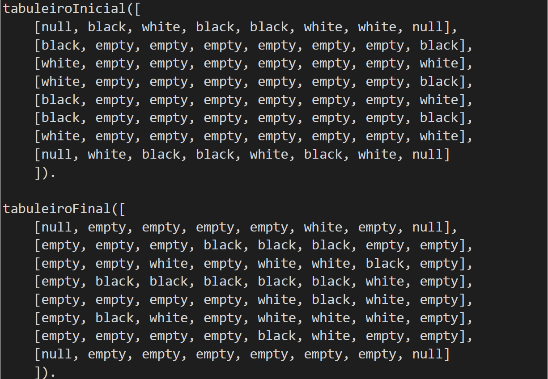 tabuleiroInicial([
    [null, black, white, black, black, white, white, null],
    [black, empty, empty, empty, empty, empty, empty, black],
    [white, empty, empty, empty, empty, empty, empty, white],
    [white, empty, empty, empty, empty, empty, empty, black],
    [black, empty, empty, empty, empty, empty, empty, white],
    [black, empty, empty, empty, empty, empty, empty, black],
    [white, empty, empty, empty, empty, empty, empty, white],
    [null, white, black, black, white, black, white, null]
    ]).

tabuleiroFinal([
    [null, empty, empty, empty, empty, white, empty, null],
    [empty, empty, empty, black, black, black, empty, empty],
    [empty, empty, white, empty, white, white, black, empty],
    [empty, black, black, black, black, black, white, empty],
    [empty, empty, empty, empty, white, black, white, empty],
    [empty, black, white, empty, white, white, white, empty],
    [empty, empty, empty, empty, black, white, empty, empty],
    [null, empty, empty, empty, empty, empty, empty, null]
    ]).